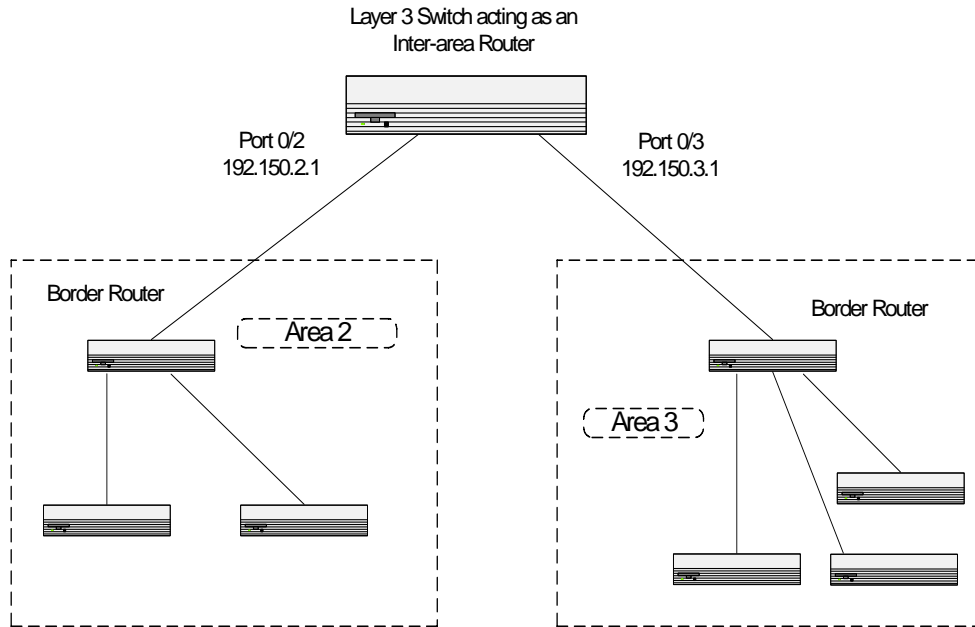 Layer 3 Switch acting as an
Inter-area Router
Port 0/2
192.150.2.1
Port 0/3
192.150.3.1
Border Router
Area 2
Border Router
Area 3